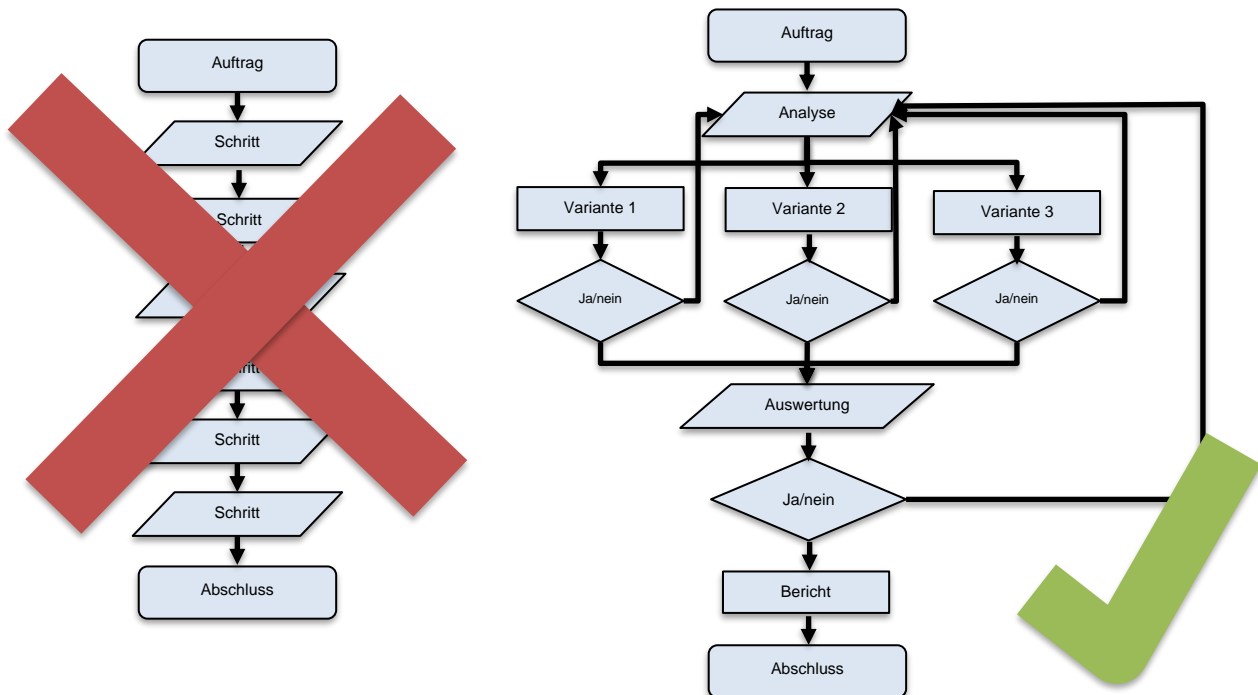 Auftrag
Schritt
Schritt
Schritt
Schritt
Abschluss
Auftrag
Analyse
Variante 1
Variante 2
Variante 3
Ja/nein
Ja/nein
Ja/nein
Auswertung
Ja/nein
Bericht
Abschluss